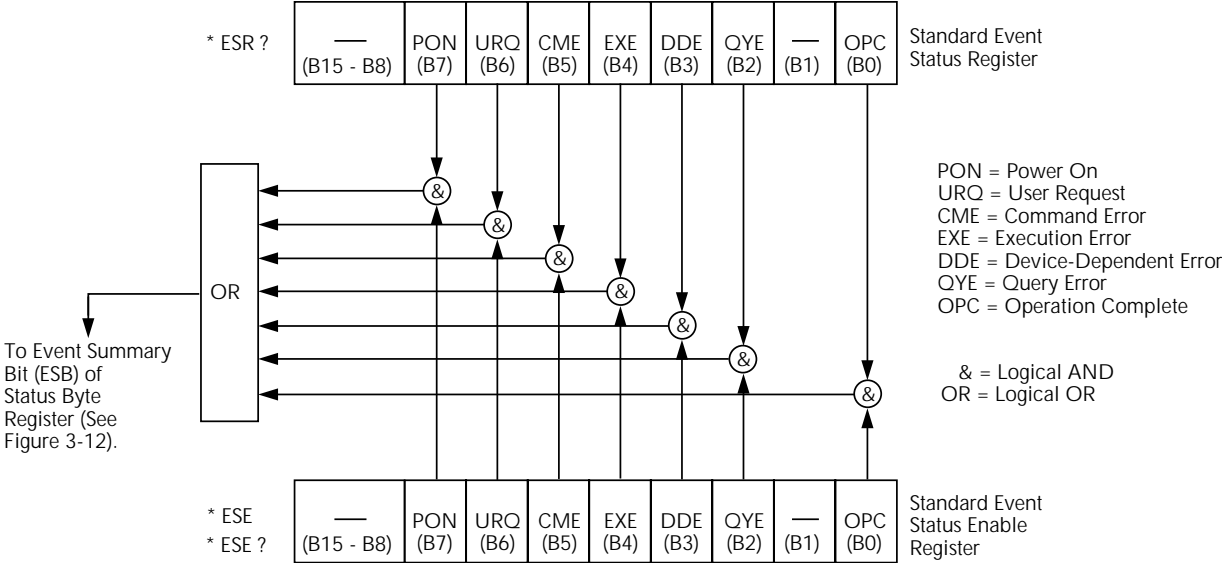 * ESR ?
— PON URQ CME EXE DDE QYE — OPC
(B15 - B8) (B7) (B6) (B5) (B4) (B3) (B2) (B1) (B0)
Standard Event
Status Register
&
&
&
&
&
&
&
OR
To Event Summary
Bit (ESB) of
Status Byte
Register (See
Figure 3-12).
PON = Power On
URQ = User Request
CME = Command Error
EXE = Execution Error
DDE = Device-Dependent Error
QYE = Query Error
OPC = Operation Complete
& = Logical AND
OR = Logical OR
* ESE
* ESE ?
— PON URQ CME EXE DDE QYE — OPC
(B15 - B8) (B7) (B6) (B5) (B4) (B3) (B2) (B1) (B0)
Standard Event
Status Enable
Register